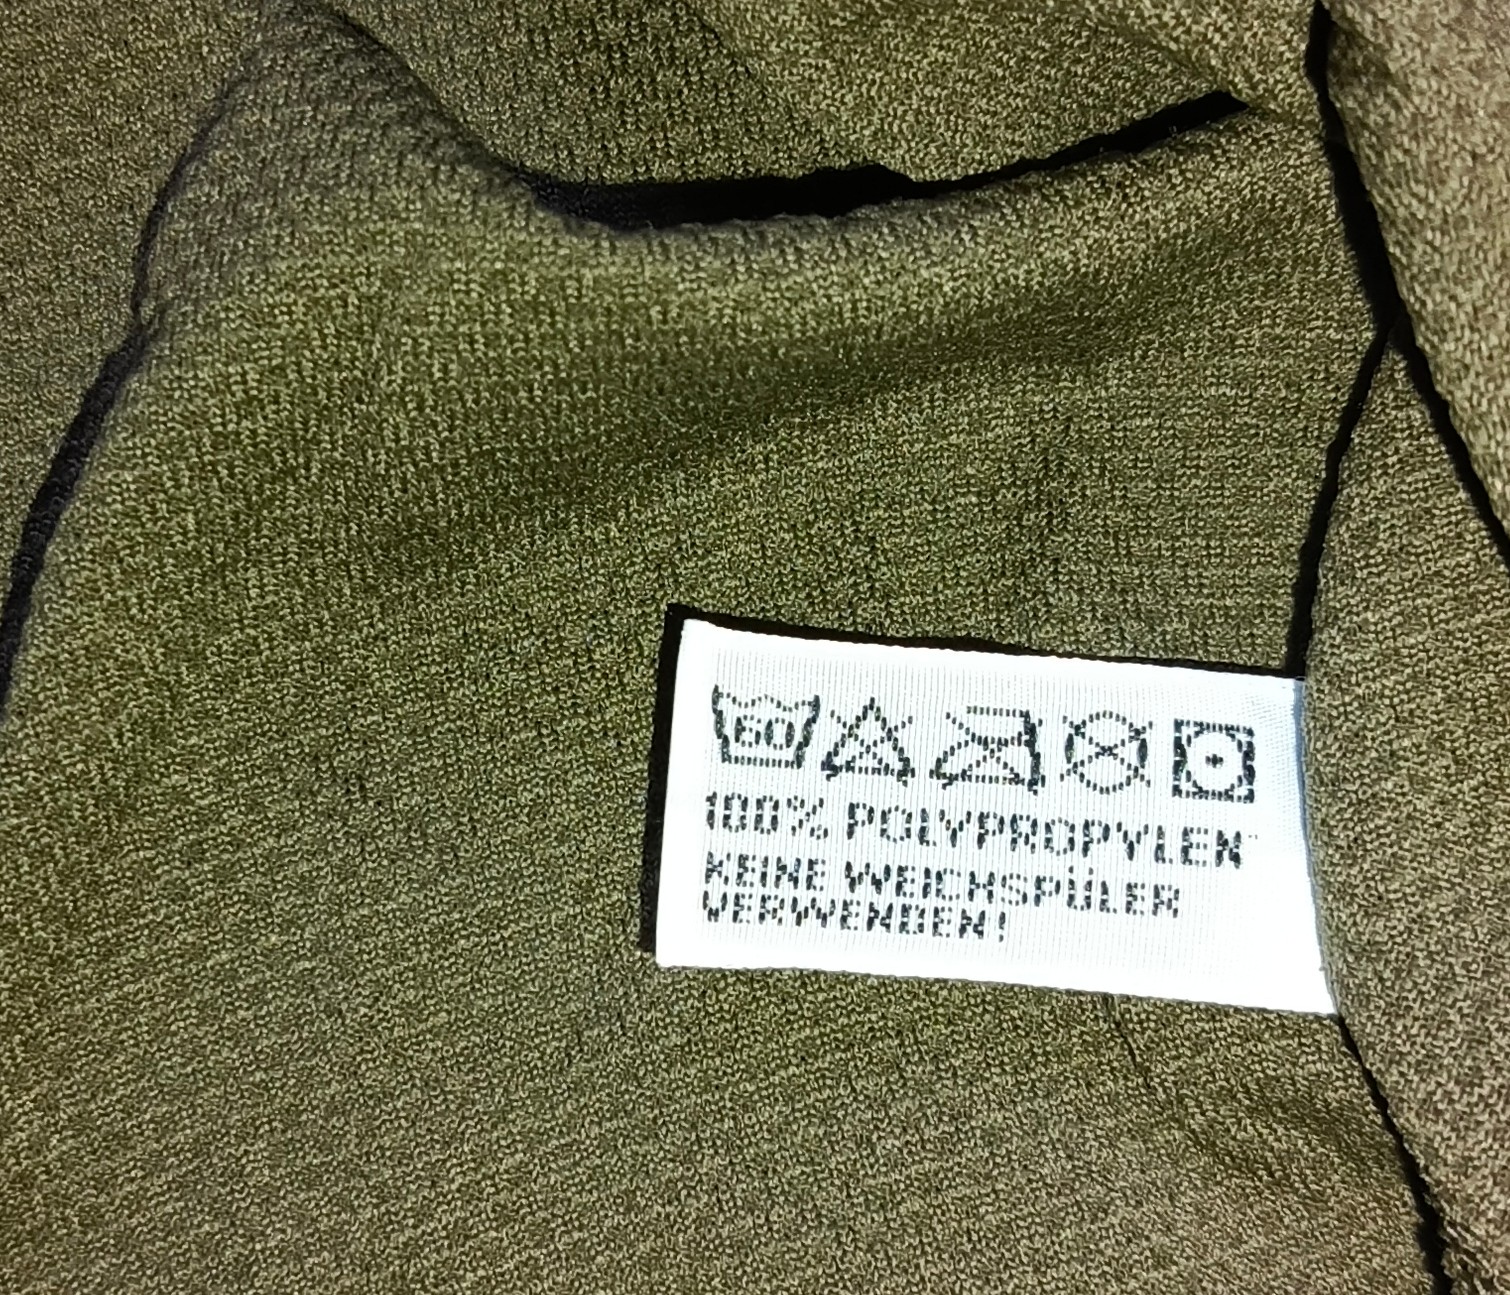 60
100% POLYPROPYLEN
KEINE WEICHSPÜLER
VERWENDEN!